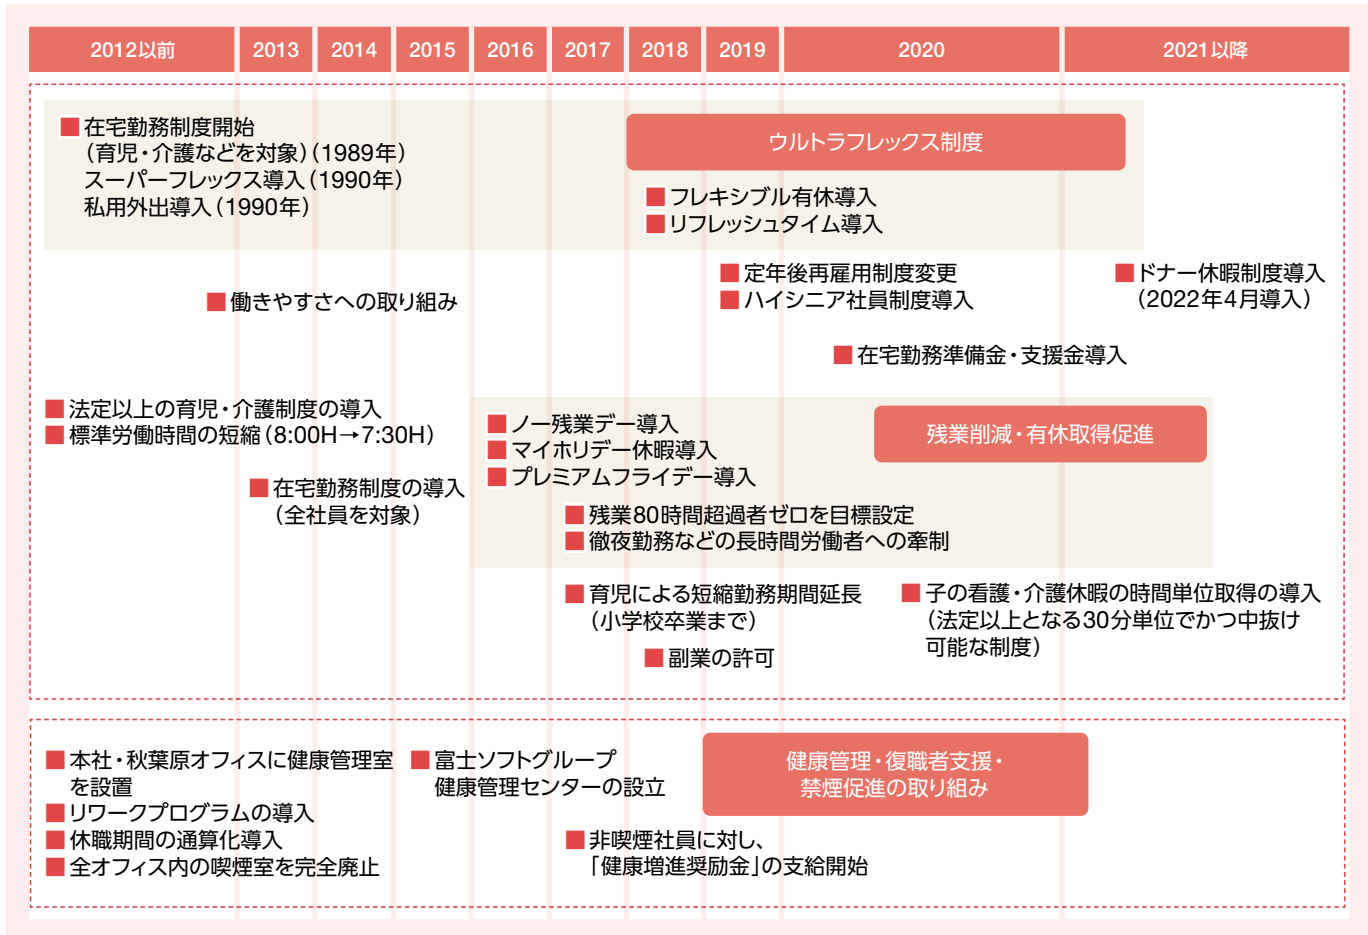 2012以前
2013
2014
2015
2016
2017
2018
2019
2020
2021以降
■在宅勤務制度開始
(育児・介護などを対象)(1989年)
スーパーフレックス導入(1990年)
私用外出導入(1990年)
ウルトラフレックス制度
■フレキシブル有休導入
■リフレッシュタイム導入
■働きやすさへの取り組み
■定年後再雇用制度変更
■ハイシニア社員制度導入
■ドナー休暇制度導入
(2022年4月導入)
■在宅勤務準備金・支援金導入
■法定以上の育児・介護制度の導入
■標準労働時間の短縮(8:00H→7:30H)
■在宅勤務制度の導入
(全社員を対象)
■ノー残業デー導入
■マイホリデー休暇導入
■プレミアムフライデー導入
残業削減・有休取得促進
■残業80時間超過者ゼロを目標設定
■徹夜勤務などの長時間労働者への牽制
■育児による短縮勤務期間延長
(小学校卒業まで)
■副業の許可
■子の看護・介護休暇の時間単位取得の導入
(法定以上となる30分単位でかつ中抜け
可能な制度)
■本社・秋葉原オフィスに健康管理室
を設置
■リワークプログラムの導入
■休職期間の通算化導入
■全オフィス内の喫煙室を完全廃止
■富士ソフトグループ
健康管理センターの設立
健康管理・復職者支援・
禁煙促進の取り組み
■非喫煙社員に対し、
「健康増進奨励金」の支給開始